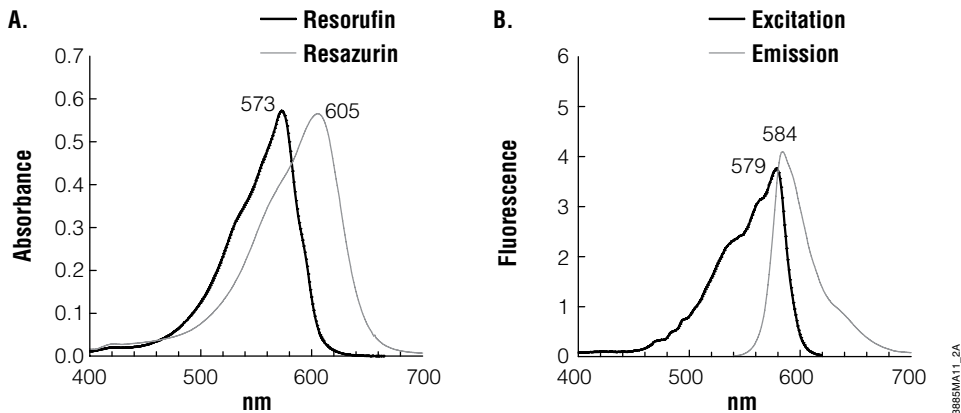 A.
Resorufin
Resazurin
0.7
0.6
0.5
0.4
0.3
0.2
0.1
0.0
Absorbance
573
605
400
500
600
700
nm
B.
Excitation
Emission
6
5
4
3
2
1
0
Fluorescence
584
579
400
500
600
700
nm
3885MA11_2A